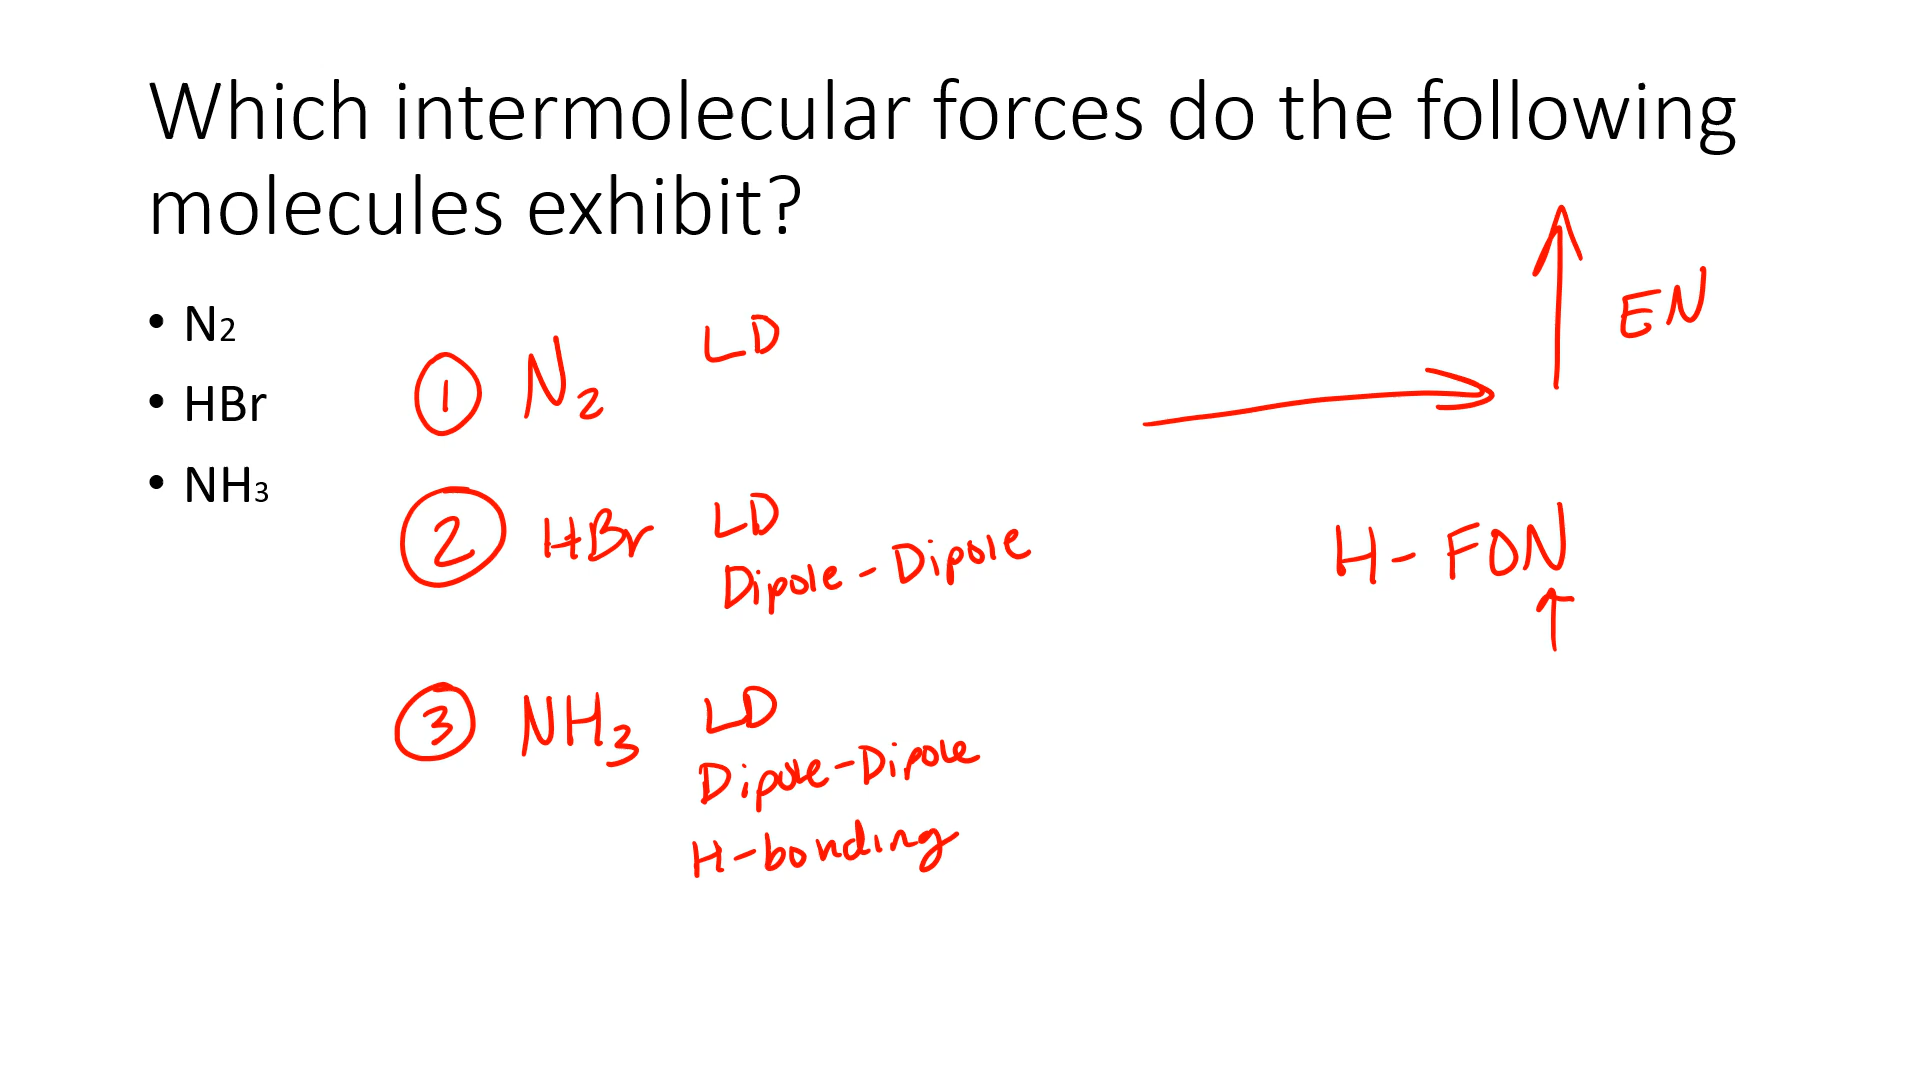 Which intermolecular forces do the following
molecules exhibit?
• N2
• HBr
• NH3
1 N2 LD
2 HBr LD
Dipole - Dipole
3 NH3 LD
Dipole-Dipole
H-bonding
EN
H- FON